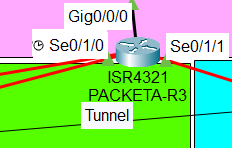 Gig0/0/0
Se0/1/0
Se0/1/1
ISR4321
PACKETA-R3
Tunnel